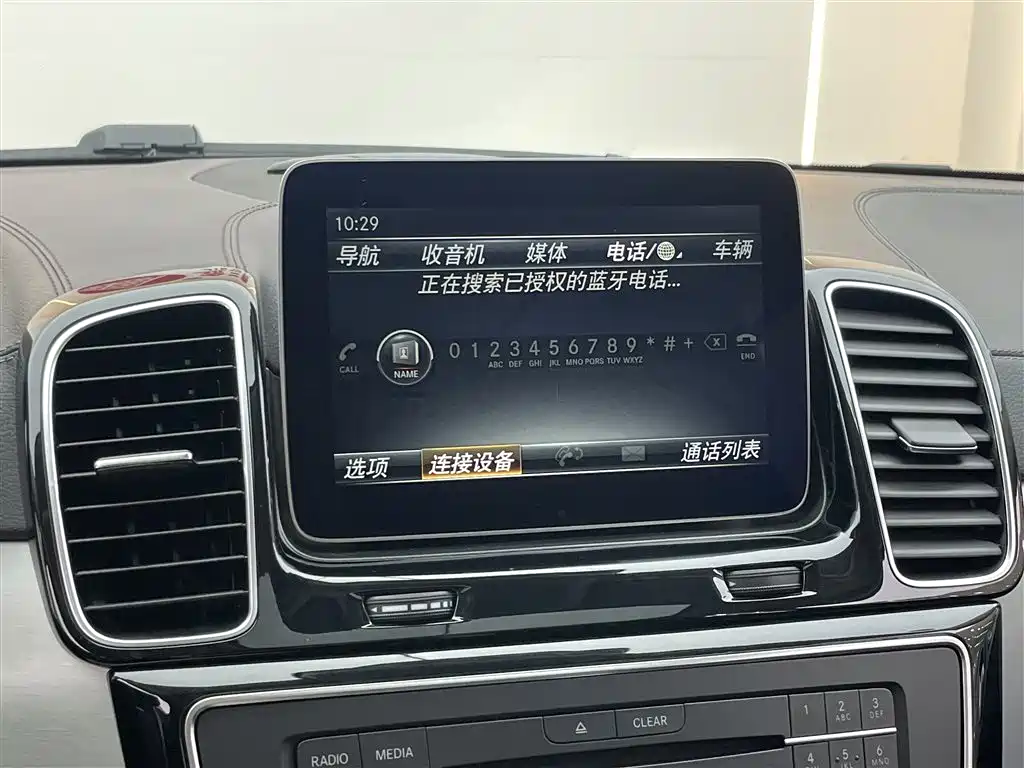 10:29
导航 收音机 媒体 电话/ 车辆
正在搜索已授权的蓝牙电话...
CALL NAME 0 1 2 3 4 5 6 7 8 9 * # + X END
ABC DEF GHI JKL MNO PQRS TUV WXYZ
选项 连接设备 通话列表
CLEAR 1 2 ABC 3 DEF
RADIO MEDIA 4 5 JKL 6 MNO